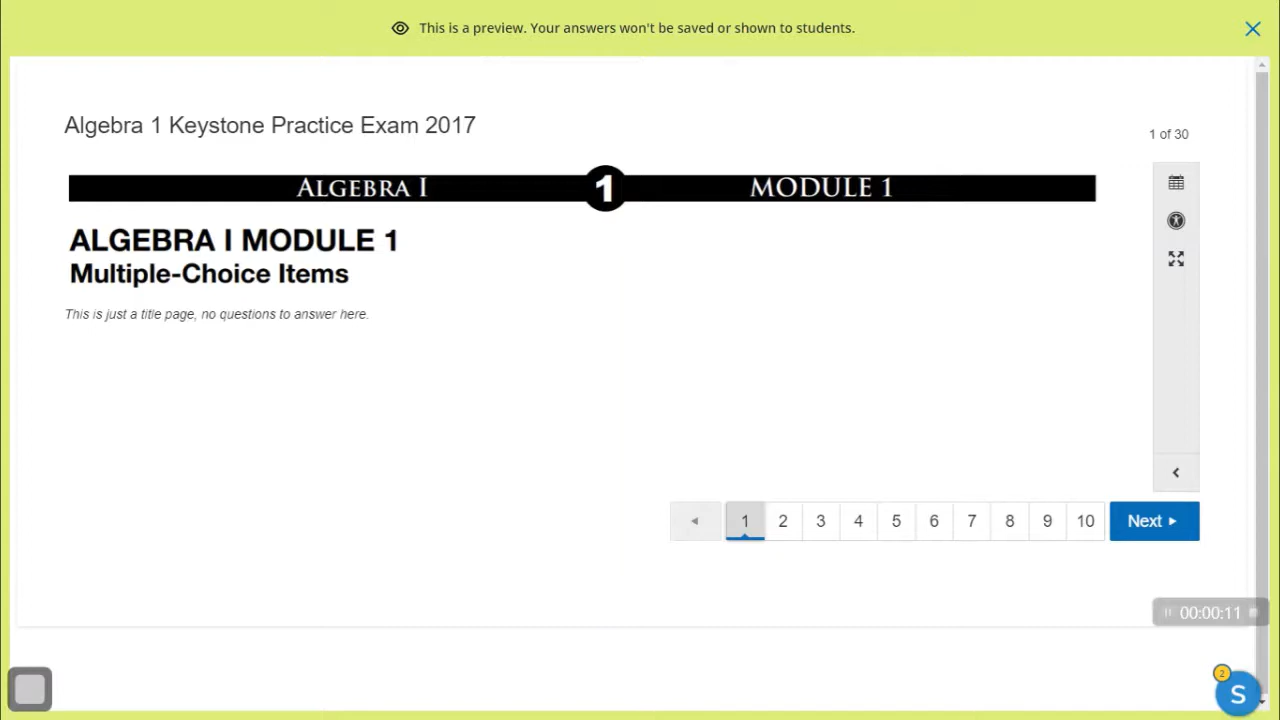 This is a preview. Your answers won't be saved or shown to students.
Algebra 1 Keystone Practice Exam 2017
1 of 30
ALGEBRA I 1 MODULE 1
ALGEBRA I MODULE 1
Multiple-Choice Items
This is just a title page, no questions to answer here.
1 2 3 4 5 6 7 8 9 10 Next
00:00:11
2
S